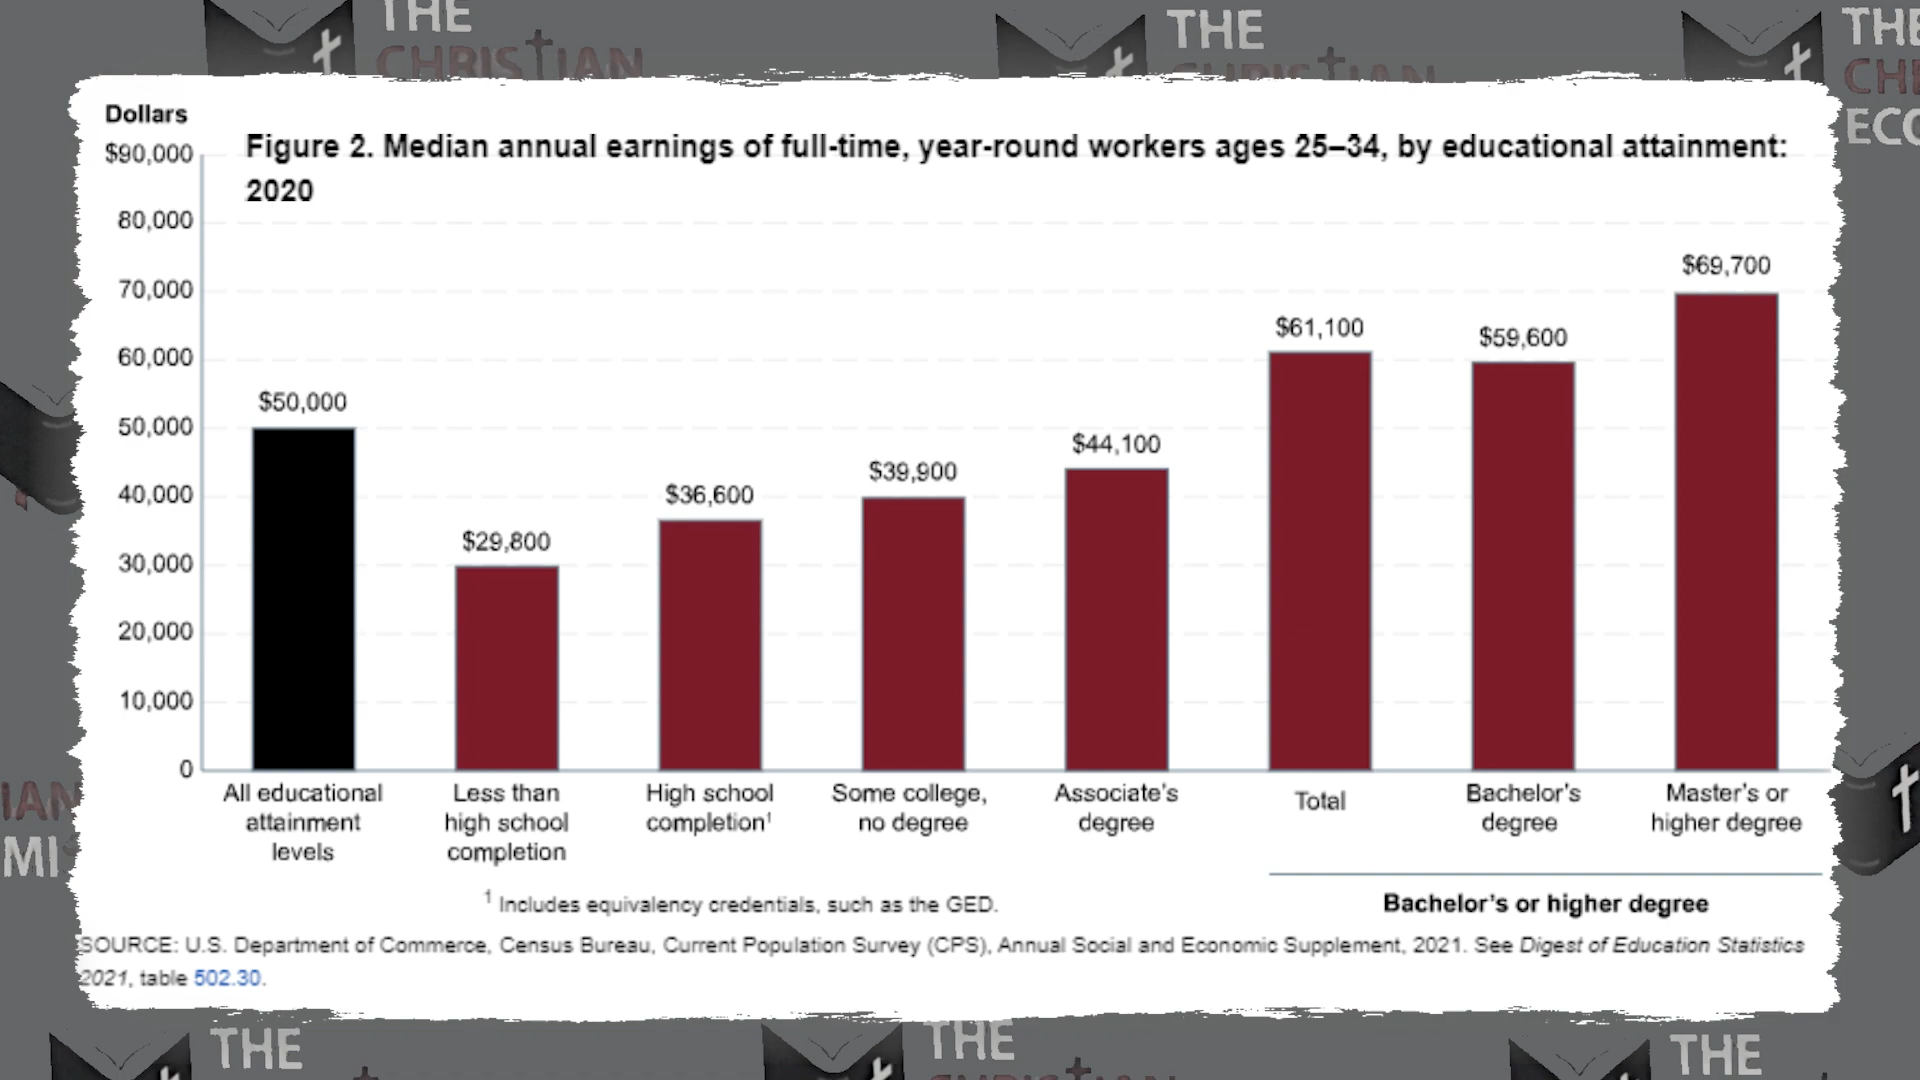 THE
CHRISTIAN
THE
CHRISTIAN
THE
Dollars
Figure 2. Median annual earnings of full-time, year-round workers ages 25–34, by educational attainment:
2020
$90,000
80,000
70,000
60,000
50,000
40,000
30,000
20,000
10,000
0
$50,000
$29,800
$36,600
$39,900
$44,100
$61,100
$59,600
$69,700
All educational
attainment
levels
Less than
high school
completion
High school
completion¹
Some college,
no degree
Associate's
degree
Total
Bachelor's
degree
Master's or
higher degree
Bachelor's or higher degree
¹ Includes equivalency credentials, such as the GED.
SOURCE: U.S. Department of Commerce, Census Bureau, Current Population Survey (CPS), Annual Social and Economic Supplement, 2021. See Digest of Education Statistics
2021, table 502.30.
THE
THE
THE